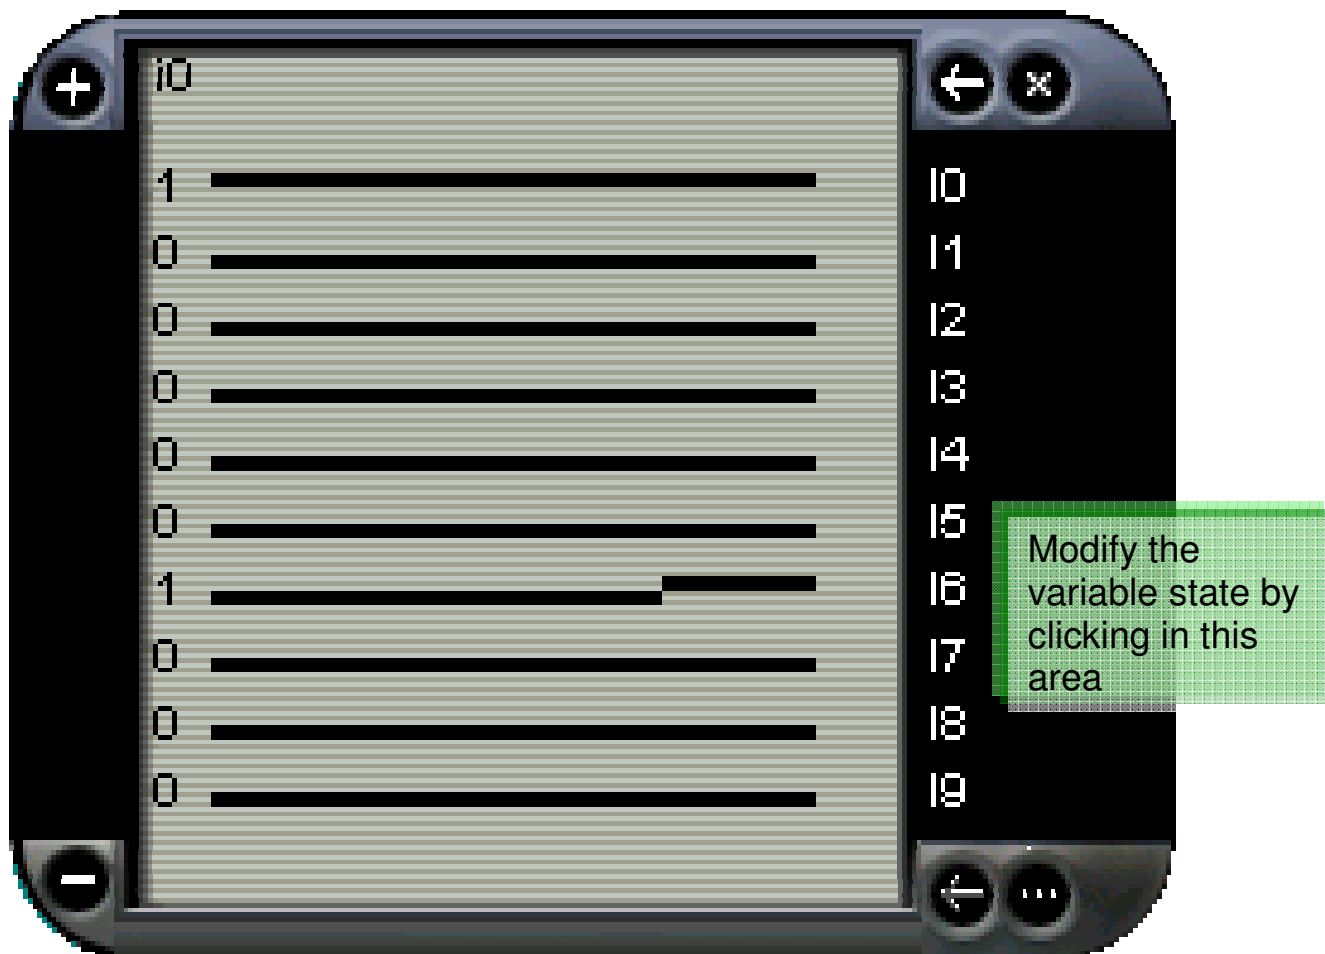 i0
1 I0
0 I1
0 I2
0 I3
0 I4
0 I5
1 I6
0 I7
0 I8
0 I9
Modify the
variable state by
clicking in this
area